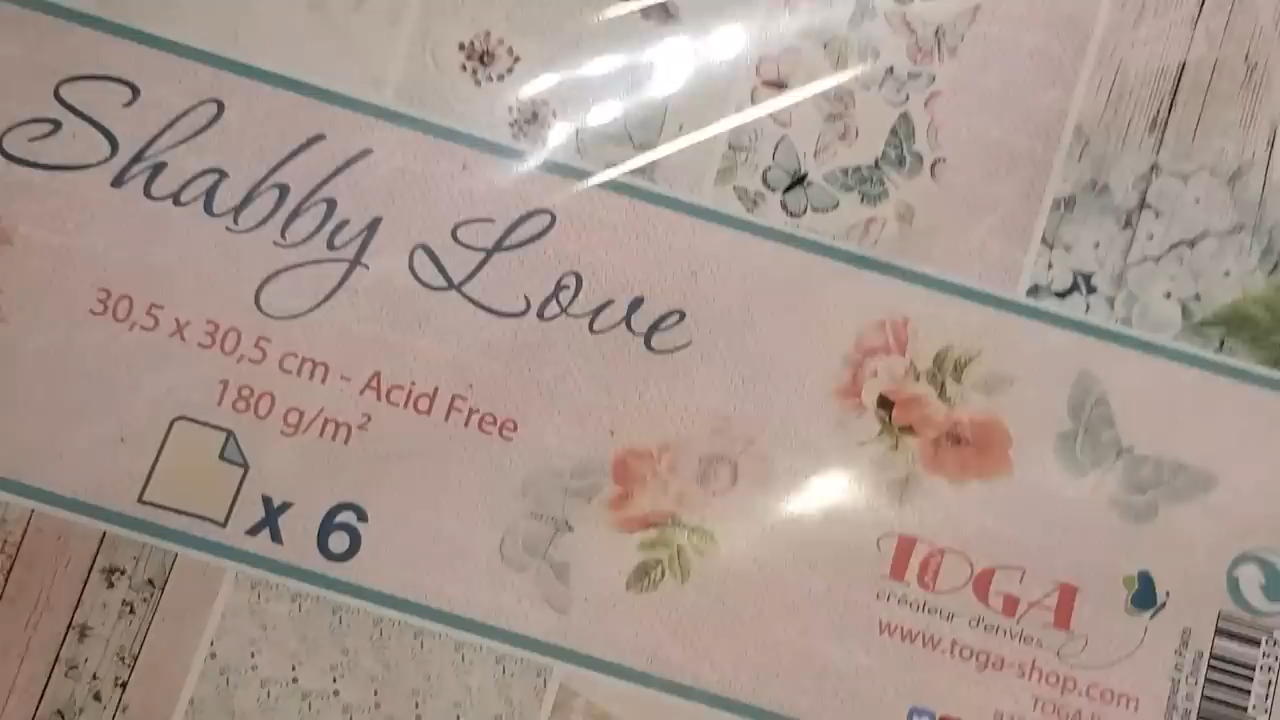 Shabby Love
30,5 x 30,5 cm - Acid Free
180 g/m²
x 6
TOGA
créateur d'envies
www.toga-shop.com
TOGA